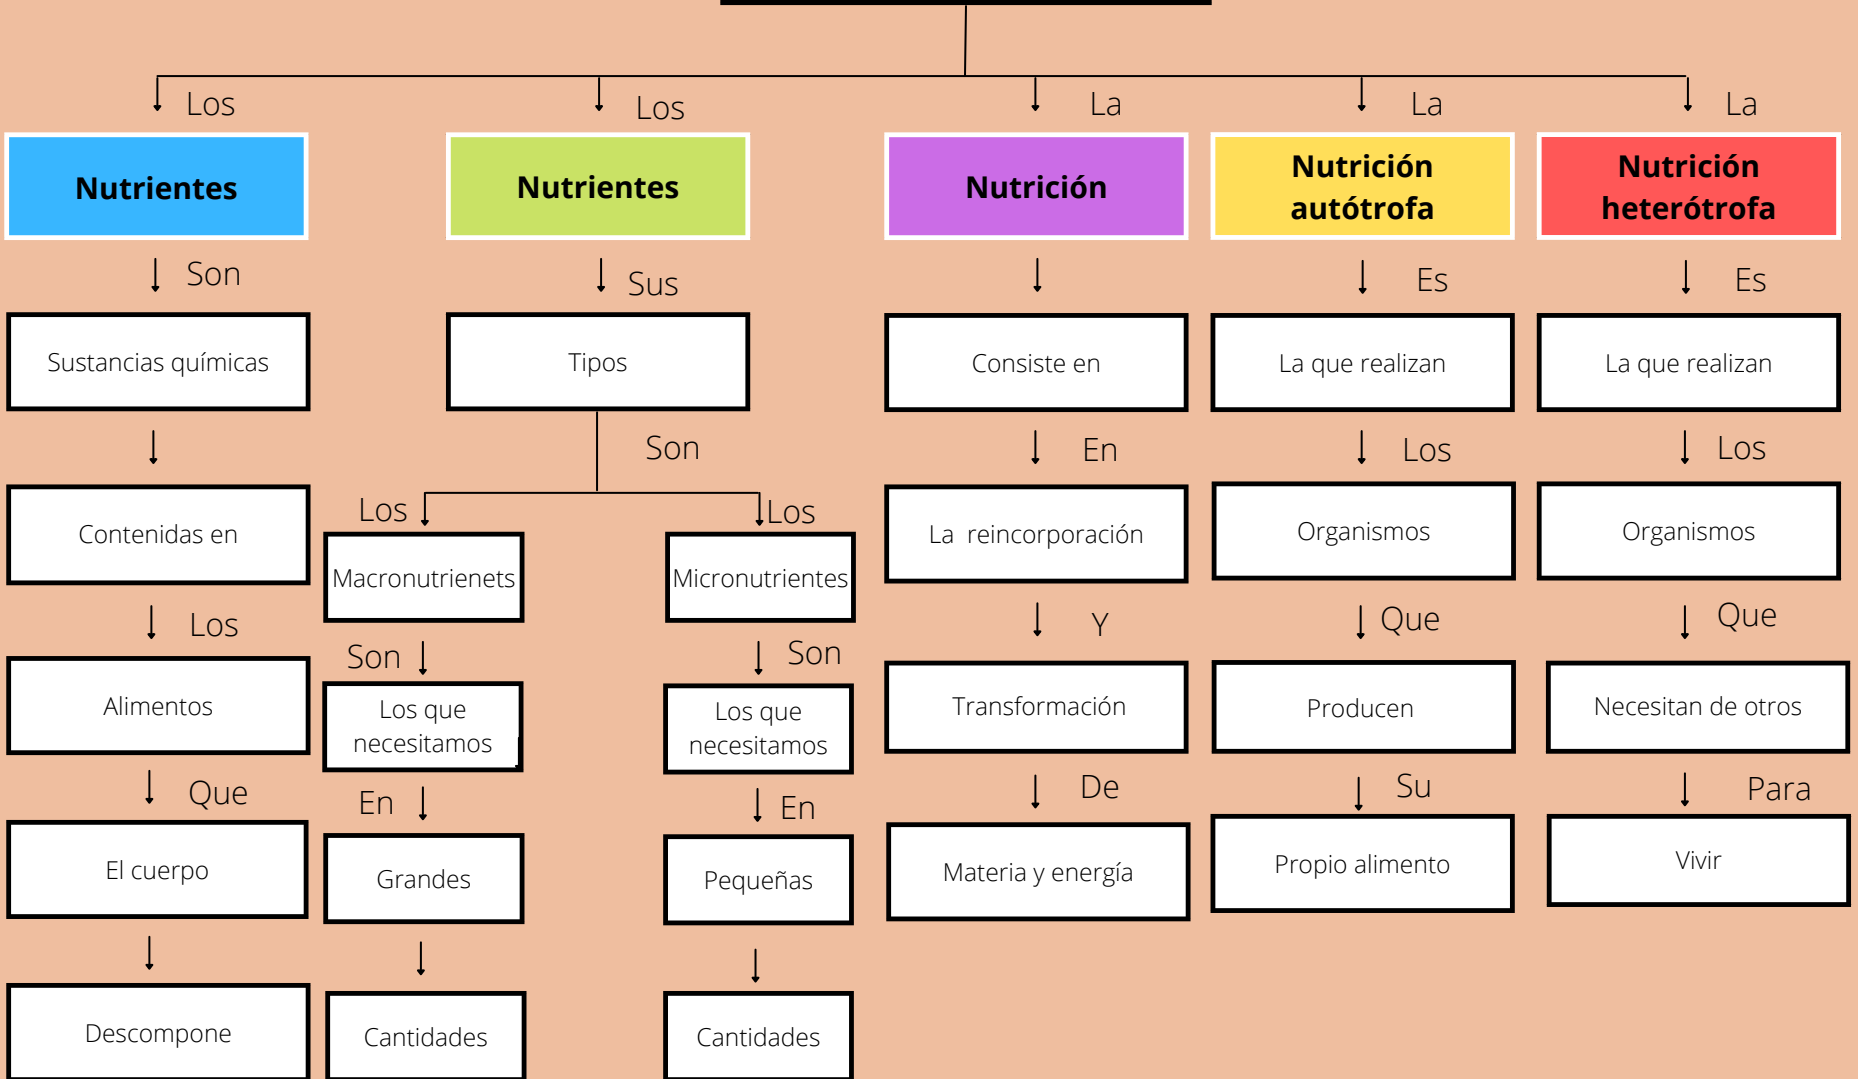 Los
Los
La
La
La
Nutrientes
Nutrientes
Nutrición
Nutrición
autótrofa
Nutrición
heterótrofa
Son
Sus
Es
Es
Sustancias químicas
Tipos
Consiste en
La que realizan
La que realizan
Son
En
Los
Los
Contenidas en
Los
Los
La reincorporación
Organismos
Organismos
Macronutrienets
Micronutrientes
Los
Y
Que
Que
Son
Son
Alimentos
Los que
necesitamos
Los que
necesitamos
Transformación
Producen
Necesitan de otros
Que
En
En
De
Su
Para
El cuerpo
Grandes
Pequeñas
Materia y energía
Propio alimento
Vivir
Descompone
Cantidades
Cantidades